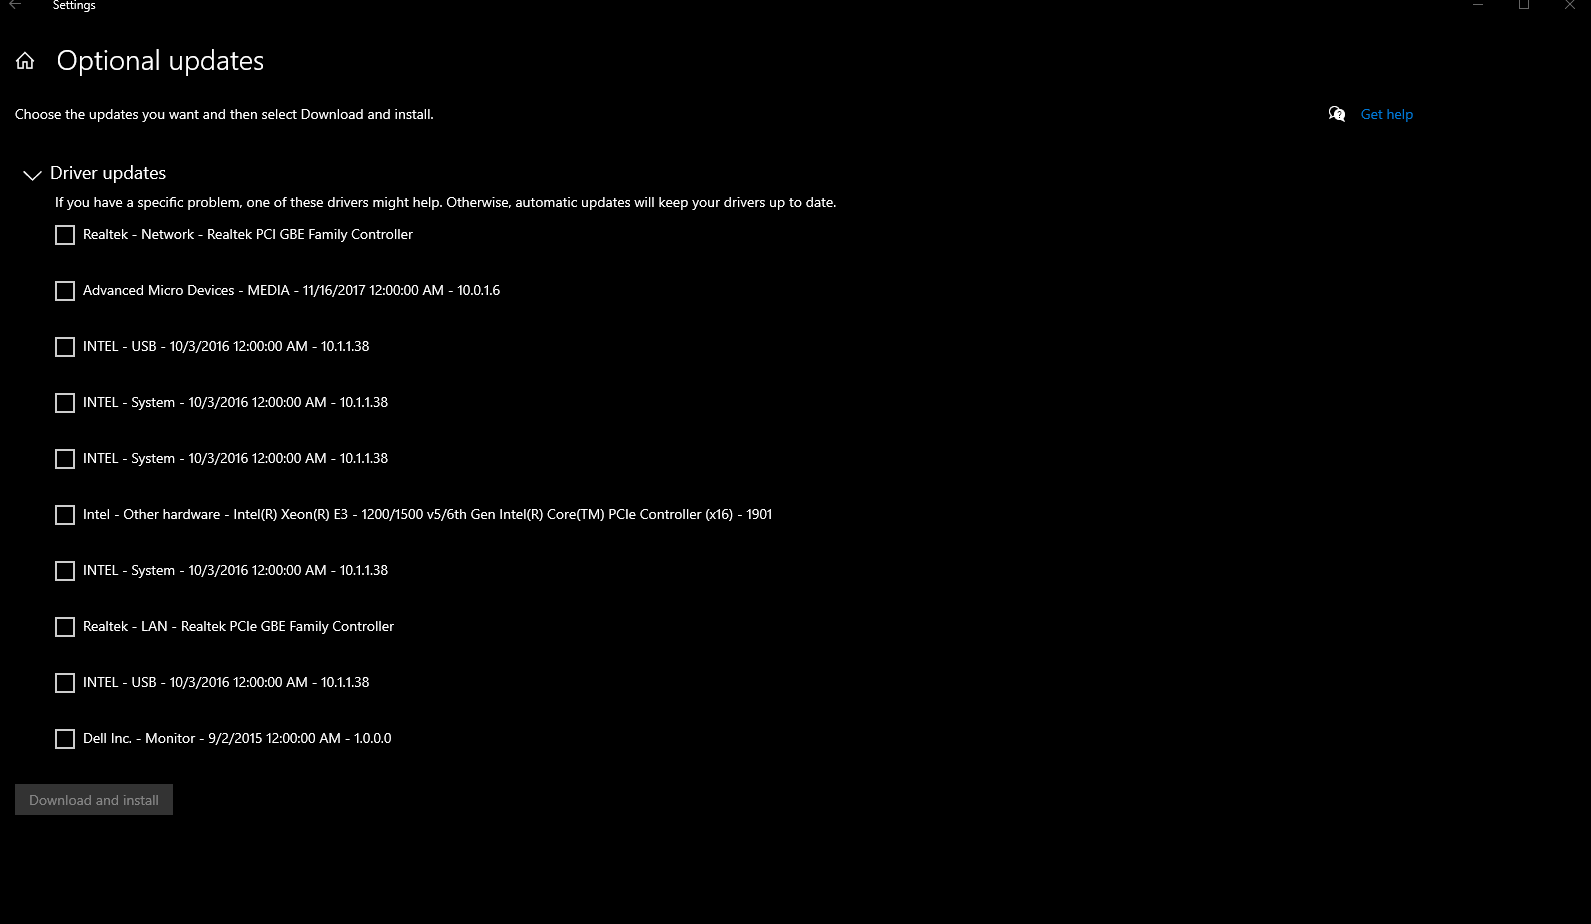 Settings
Optional updates
Choose the updates you want and then select Download and install.
Get help
Driver updates
If you have a specific problem, one of these drivers might help. Otherwise, automatic updates will keep your drivers up to date.
Realtek - Network - Realtek PCI GBE Family Controller
Advanced Micro Devices - MEDIA - 11/16/2017 12:00:00 AM - 10.0.1.6
INTEL - USB - 10/3/2016 12:00:00 AM - 10.1.1.38
INTEL - System - 10/3/2016 12:00:00 AM - 10.1.1.38
INTEL - System - 10/3/2016 12:00:00 AM - 10.1.1.38
Intel - Other hardware - Intel(R) Xeon(R) E3 - 1200/1500 v5/6th Gen Intel(R) Core(TM) PCIe Controller (x16) - 1901
INTEL - System - 10/3/2016 12:00:00 AM - 10.1.1.38
Realtek - LAN - Realtek PCIe GBE Family Controller
INTEL - USB - 10/3/2016 12:00:00 AM - 10.1.1.38
Dell Inc. - Monitor - 9/2/2015 12:00:00 AM - 1.0.0.0
Download and install